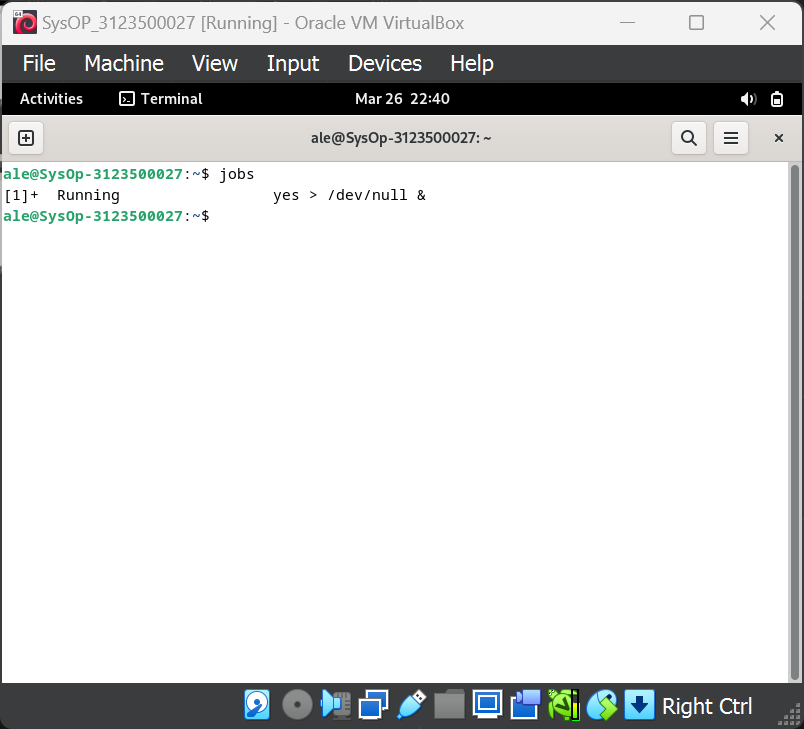 SysOP_3123500027 [Running] - Oracle VM VirtualBox
File Machine View Input Devices Help
Activities Terminal Mar 26 22:40
ale@SysOp-3123500027: ~
ale@SysOp-3123500027:~$ jobs
[1]+  Running                 yes > /dev/null &
ale@SysOp-3123500027:~$
Right Ctrl